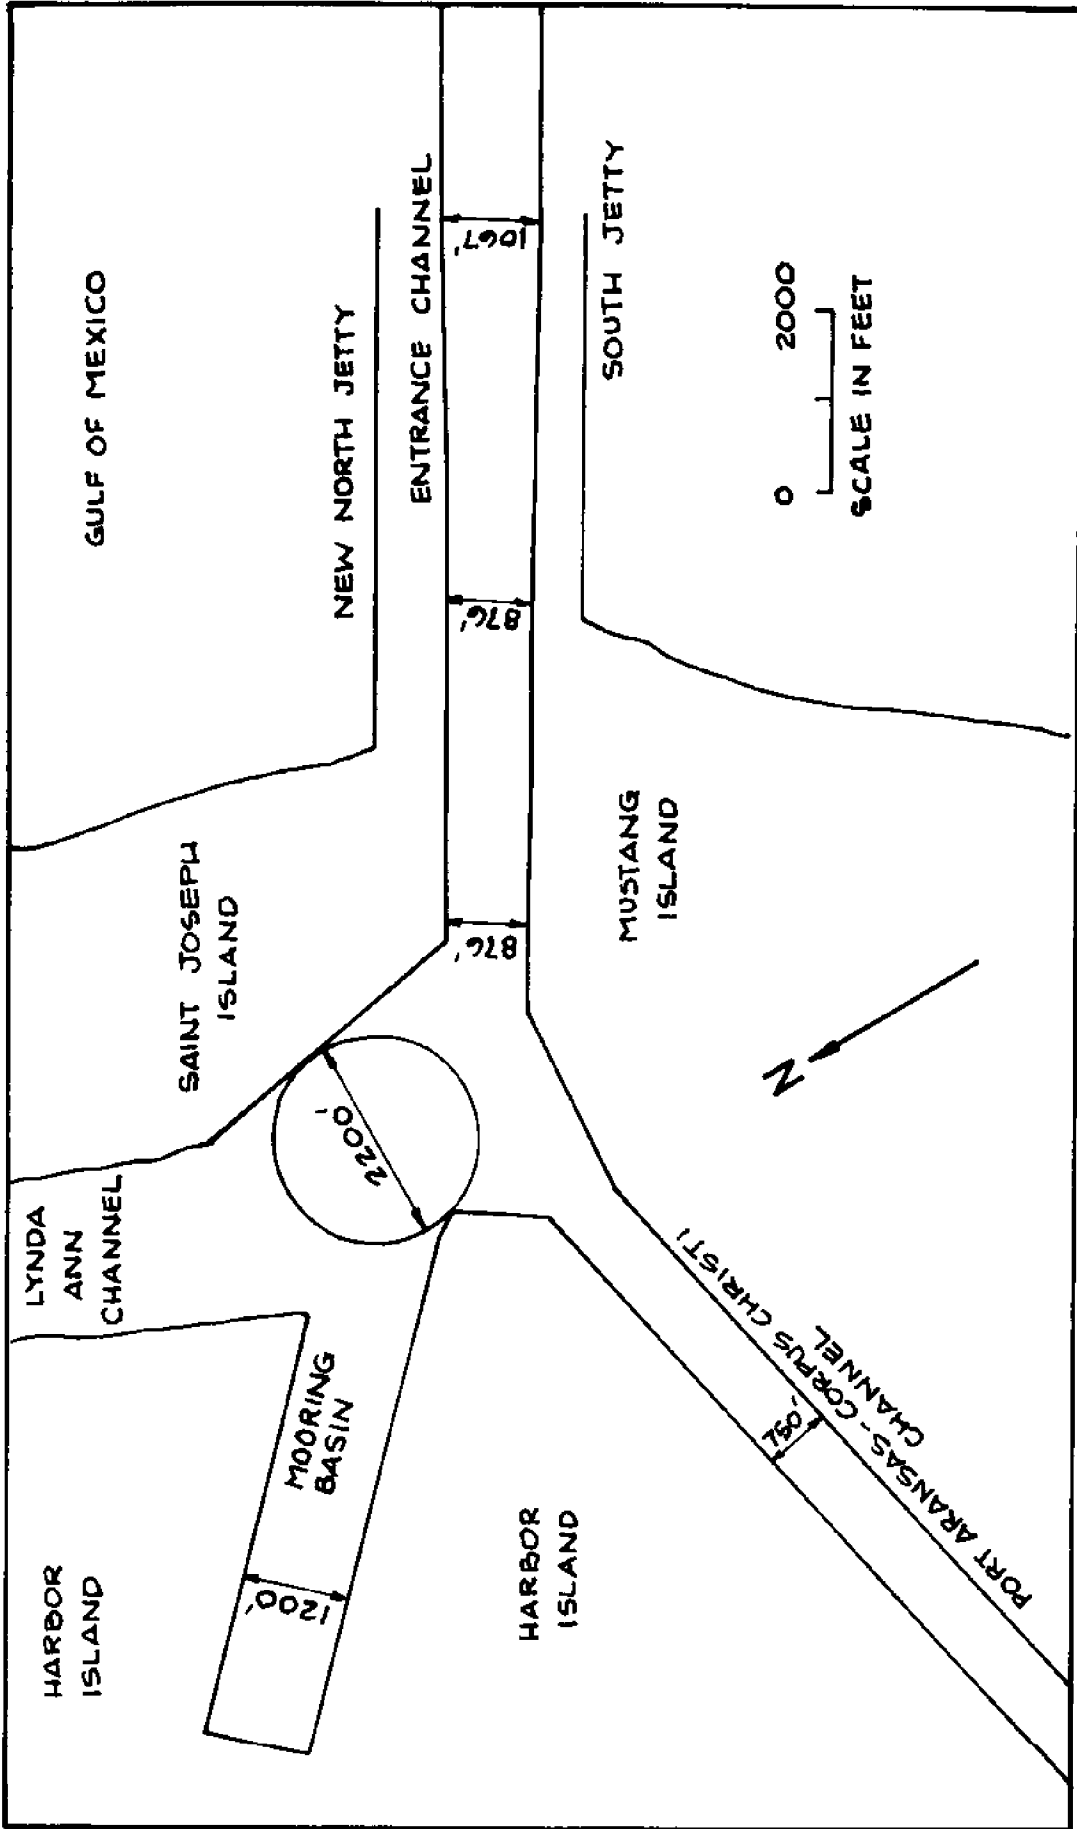 GULF OF MEXICO
NEW NORTH JETTY
ENTRANCE CHANNEL
1067'
SOUTH JETTY
0 2000
SCALE IN FEET
876'
876'
SAINT JOSEPH
ISLAND
MUSTANG
ISLAND
N
2200'
LYNDA
ANN
CHANNEL
MOORING
BASIN
1200'
HARBOR
ISLAND
HARBOR
ISLAND
750'
PORT ARANSAS-CORPUS CHRISTI
CHANNEL